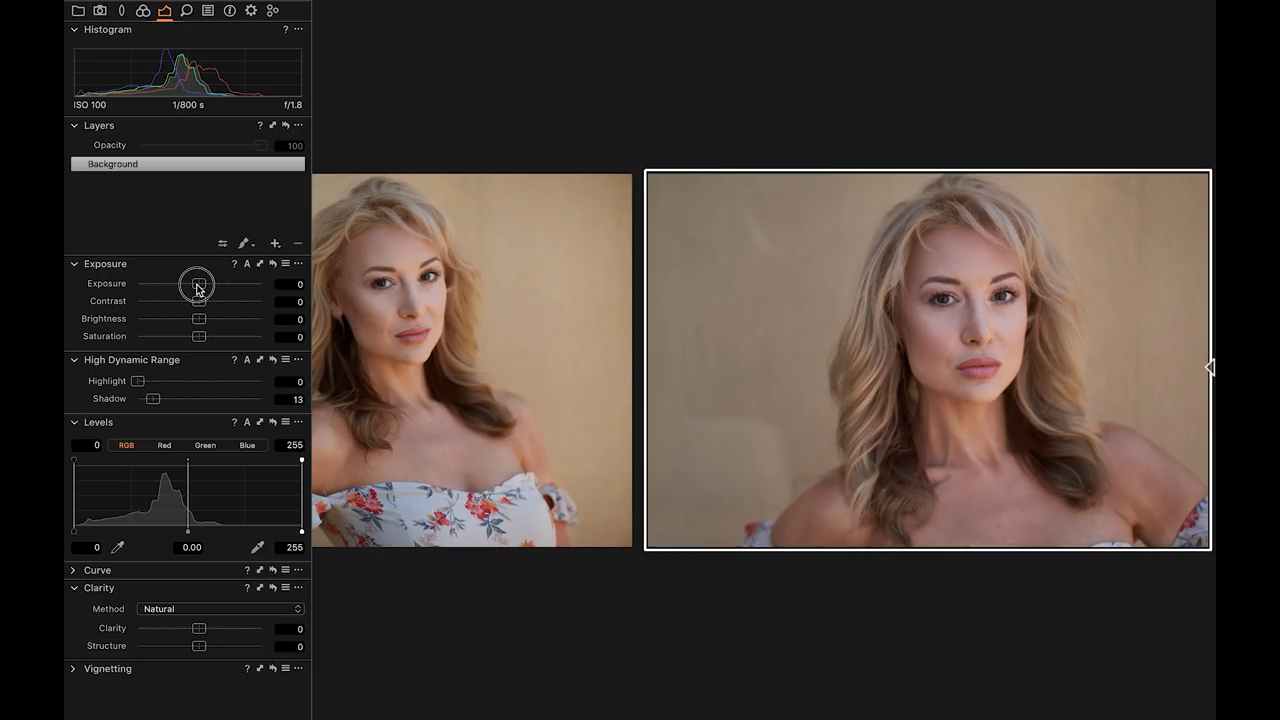 Histogram ?
ISO 100 1/800 s f/1.8
Layers ?
Opacity 100
Background
Exposure ? A
Exposure 0
Contrast 0
Brightness 0
Saturation 0
High Dynamic Range ? A
Highlight 0
Shadow 13
Levels ? A
0 RGB Red Green Blue 255
0 0.00 255
Curve ?
Clarity ?
Method Natural
Clarity 0
Structure 0
Vignetting ?